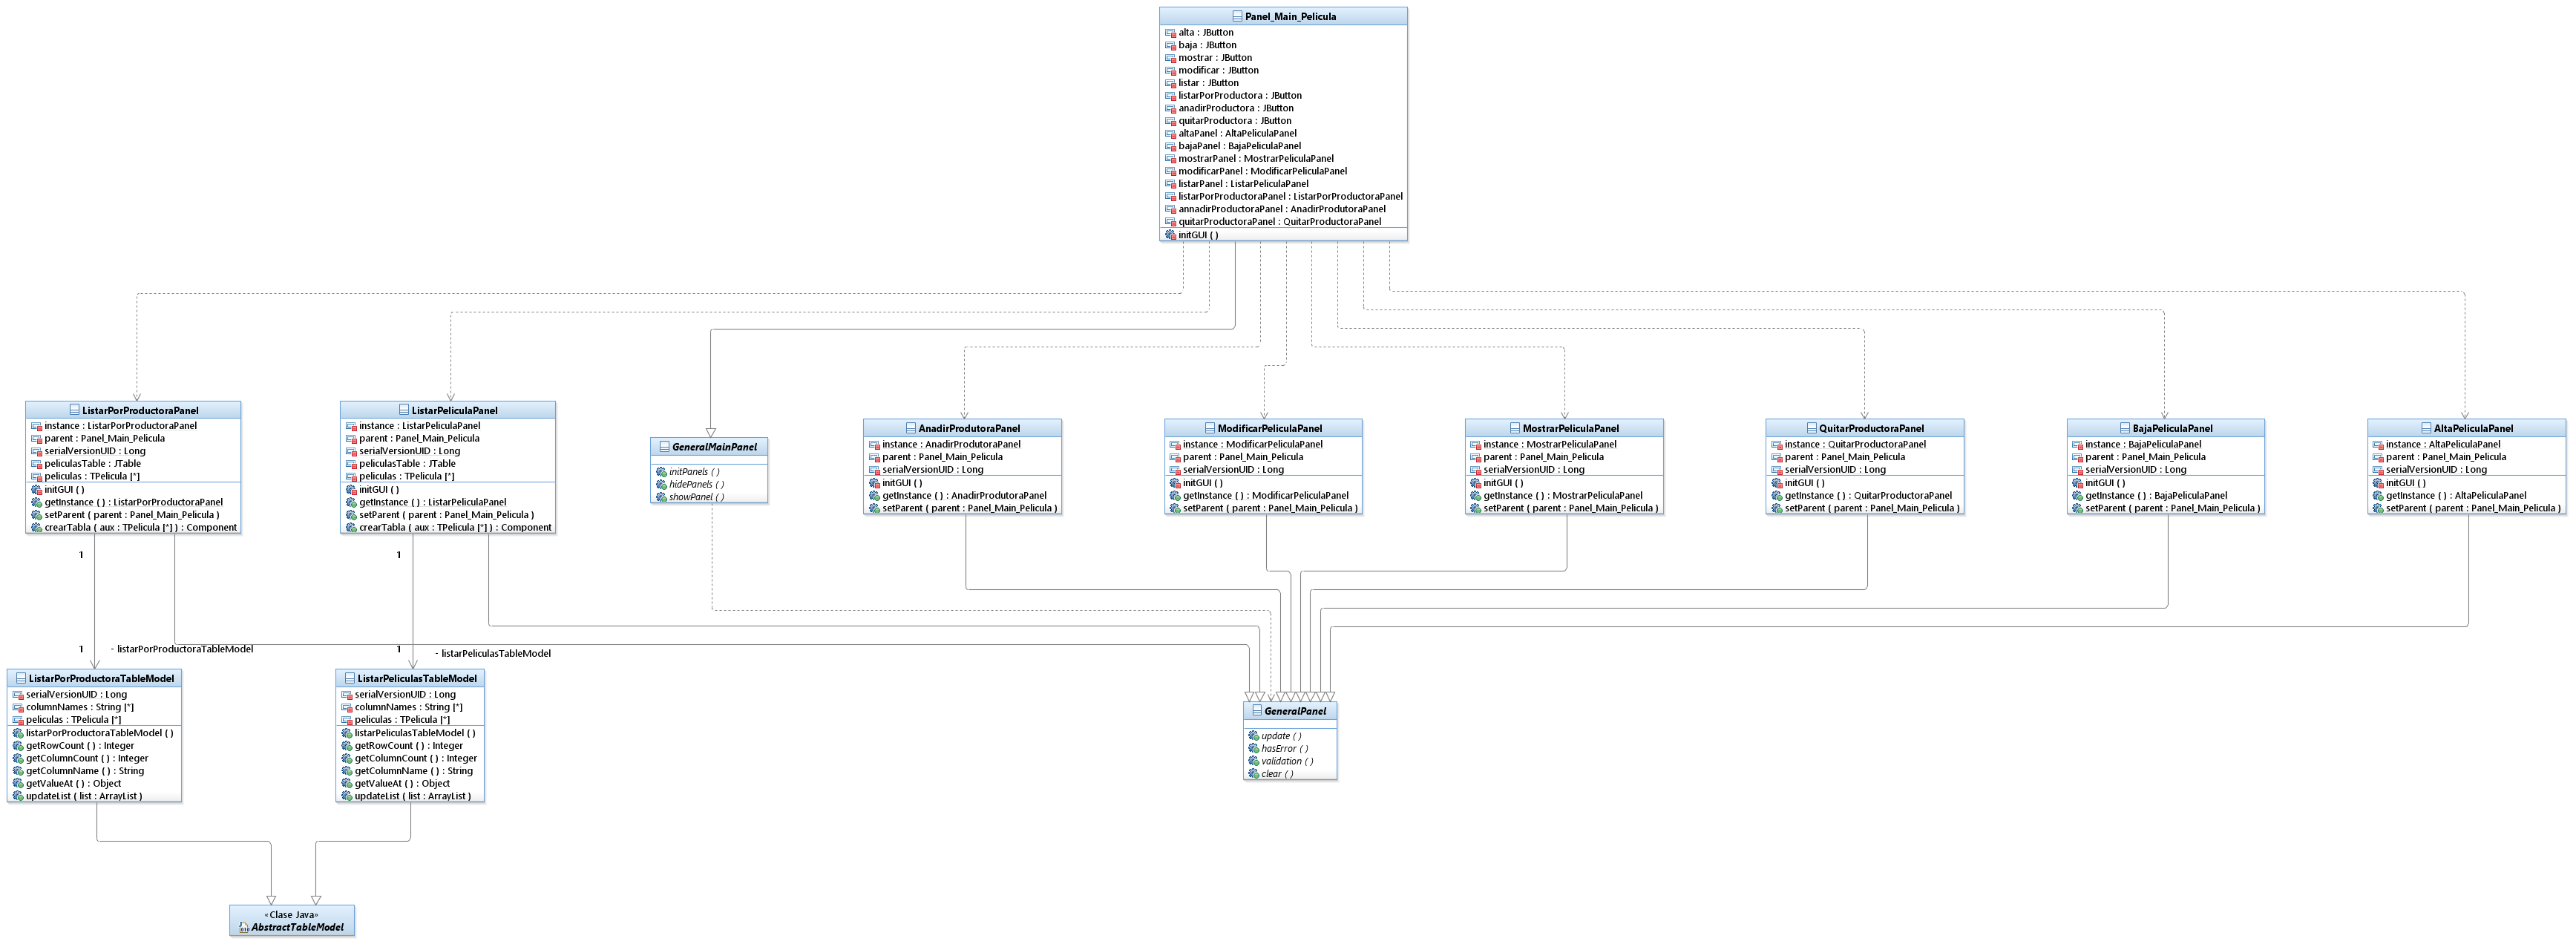 Panel_Main_Pelicula
alta : JButton
baja : JButton
mostrar : JButton
modificar : JButton
listar : JButton
listarPorProductora : JButton
anadirProductora : JButton
quitarProductora : JButton
altaPanel : AltaPeliculaPanel
bajaPanel : BajaPeliculaPanel
mostrarPanel : MostrarPeliculaPanel
modificarPanel : ModificarPeliculaPanel
listarPanel : ListarPeliculaPanel
listarPorProductoraPanel : ListarPorProductoraPanel
annadirProductoraPanel : AnadirProdutoraPanel
quitarProductoraPanel : QuitarProductoraPanel
initGUI ( )
ListarPorProductoraPanel
instance : ListarPorProductoraPanel
parent : Panel_Main_Pelicula
serialVersionUID : Long
peliculasTable : JTable
peliculas : TPelicula [*]
initGUI ( )
getInstance ( ) : ListarPorProductoraPanel
setParent ( parent : Panel_Main_Pelicula )
crearTabla ( aux : TPelicula [*] ) : Component
ListarPeliculaPanel
instance : ListarPeliculaPanel
parent : Panel_Main_Pelicula
serialVersionUID : Long
peliculasTable : JTable
peliculas : TPelicula [*]
initGUI ( )
getInstance ( ) : ListarPeliculaPanel
setParent ( parent : Panel_Main_Pelicula )
crearTabla ( aux : TPelicula [*] ) : Component
GeneralMainPanel
initPanels ( )
hidePanels ( )
showPanel ( )
AnadirProdutoraPanel
instance : AnadirProdutoraPanel
parent : Panel_Main_Pelicula
serialVersionUID : Long
initGUI ( )
getInstance ( ) : AnadirProdutoraPanel
setParent ( parent : Panel_Main_Pelicula )
ModificarPeliculaPanel
instance : ModificarPeliculaPanel
parent : Panel_Main_Pelicula
serialVersionUID : Long
initGUI ( )
getInstance ( ) : ModificarPeliculaPanel
setParent ( parent : Panel_Main_Pelicula )
MostrarPeliculaPanel
instance : MostrarPeliculaPanel
parent : Panel_Main_Pelicula
serialVersionUID : Long
initGUI ( )
getInstance ( ) : MostrarPeliculaPanel
setParent ( parent : Panel_Main_Pelicula )
QuitarProductoraPanel
instance : QuitarProductoraPanel
parent : Panel_Main_Pelicula
serialVersionUID : Long
initGUI ( )
getInstance ( ) : QuitarProductoraPanel
setParent ( parent : Panel_Main_Pelicula )
BajaPeliculaPanel
instance : BajaPeliculaPanel
parent : Panel_Main_Pelicula
serialVersionUID : Long
initGUI ( )
getInstance ( ) : BajaPeliculaPanel
setParent ( parent : Panel_Main_Pelicula )
AltaPeliculaPanel
instance : AltaPeliculaPanel
parent : Panel_Main_Pelicula
serialVersionUID : Long
initGUI ( )
getInstance ( ) : AltaPeliculaPanel
setParent ( parent : Panel_Main_Pelicula )
1
1
1
- listarPorProductoraTableModel
1
- listarPeliculasTableModel
ListarPorProductoraTableModel
serialVersionUID : Long
columnNames : String [*]
peliculas : TPelicula [*]
listarPorProductoraTableModel ( )
getRowCount ( ) : Integer
getColumnCount ( ) : Integer
getColumnName ( ) : String
getValueAt ( ) : Object
updateList ( list : ArrayList )
ListarPeliculasTableModel
serialVersionUID : Long
columnNames : String [*]
peliculas : TPelicula [*]
listarPeliculasTableModel ( )
getRowCount ( ) : Integer
getColumnCount ( ) : Integer
getColumnName ( ) : String
getValueAt ( ) : Object
updateList ( list : ArrayList )
GeneralPanel
update ( )
hasError ( )
validation ( )
clear ( )
«Clase Java»
AbstractTableModel